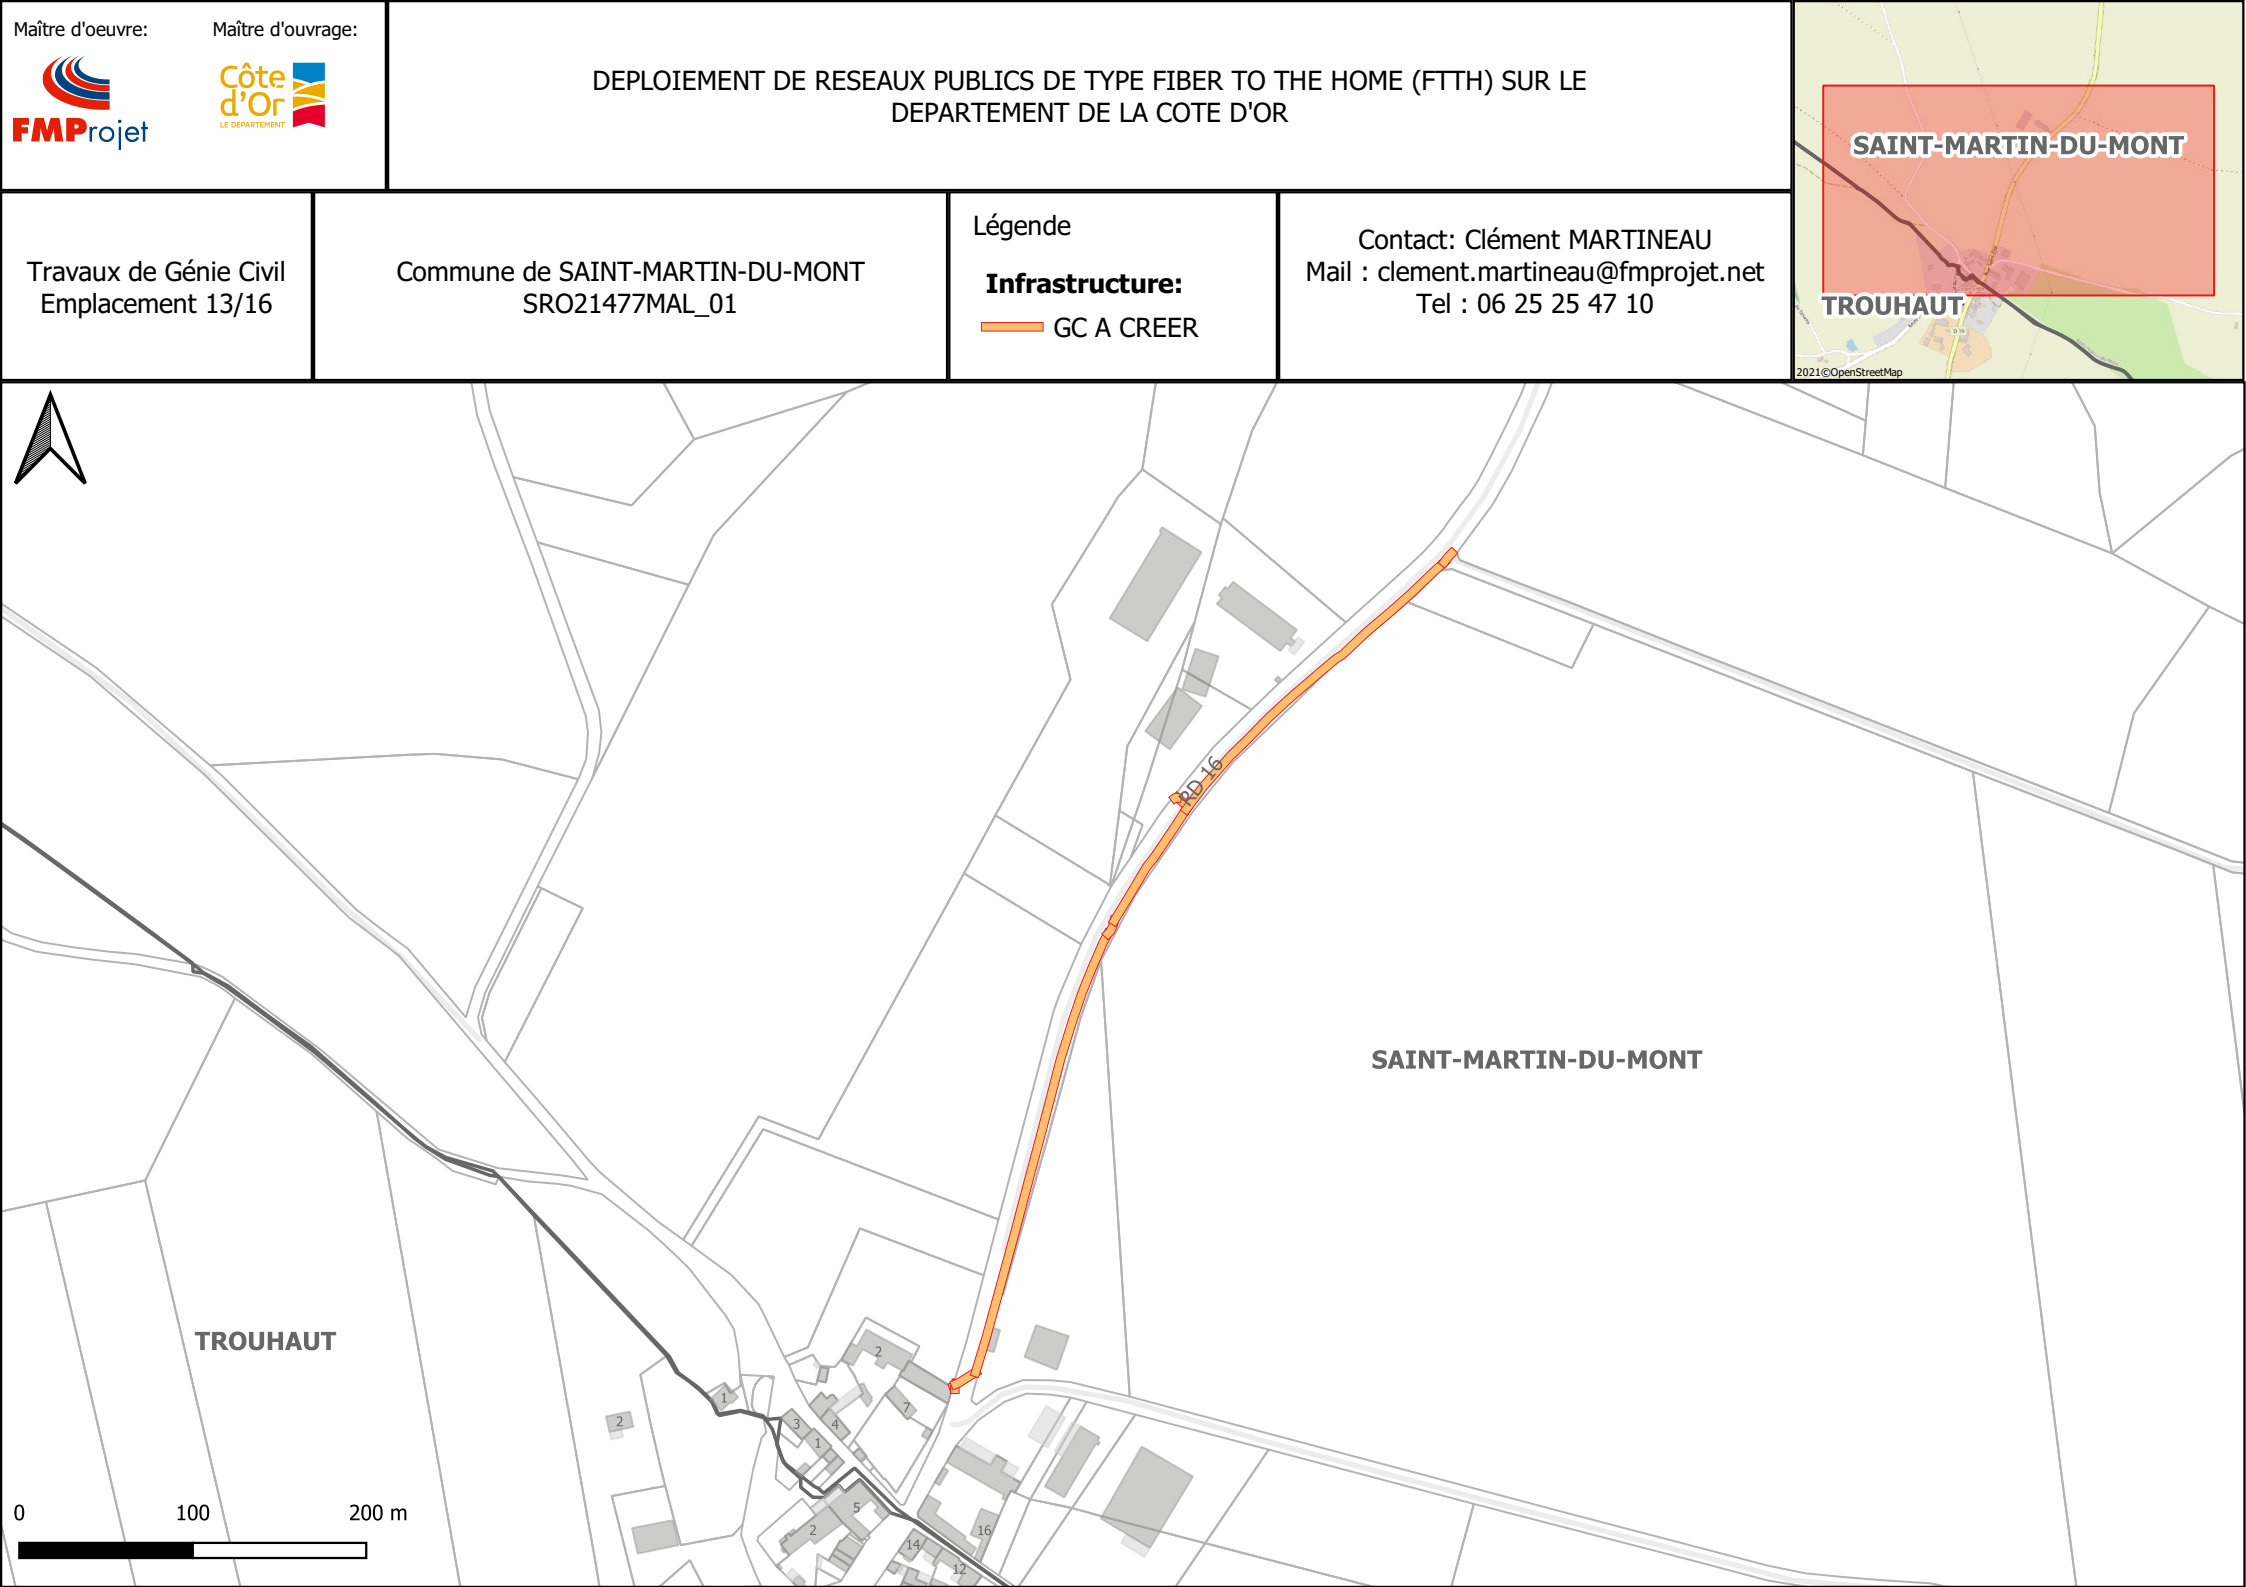 Maître d'oeuvre:
Maître d'ouvrage:
FMProjet
Côte
d'Or
LE DÉPARTEMENT
DEPLOIEMENT DE RESEAUX PUBLICS DE TYPE FIBER TO THE HOME (FTTH) SUR LE
DEPARTEMENT DE LA COTE D'OR
Travaux de Génie Civil
Emplacement 13/16
Commune de SAINT-MARTIN-DU-MONT
SRO21477MAL_01
Légende
Infrastructure:
GC A CREER
Contact: Clément MARTINEAU
Mail : clement.martineau@fmprojet.net
Tel : 06 25 25 47 10
SAINT-MARTIN-DU-MONT
TROUHAUT
D 16
2021©OpenStreetMap
RD 16
SAINT-MARTIN-DU-MONT
TROUHAUT
2
1
2
7
3
4
1
5
2
16
14
12
0 100 200 m